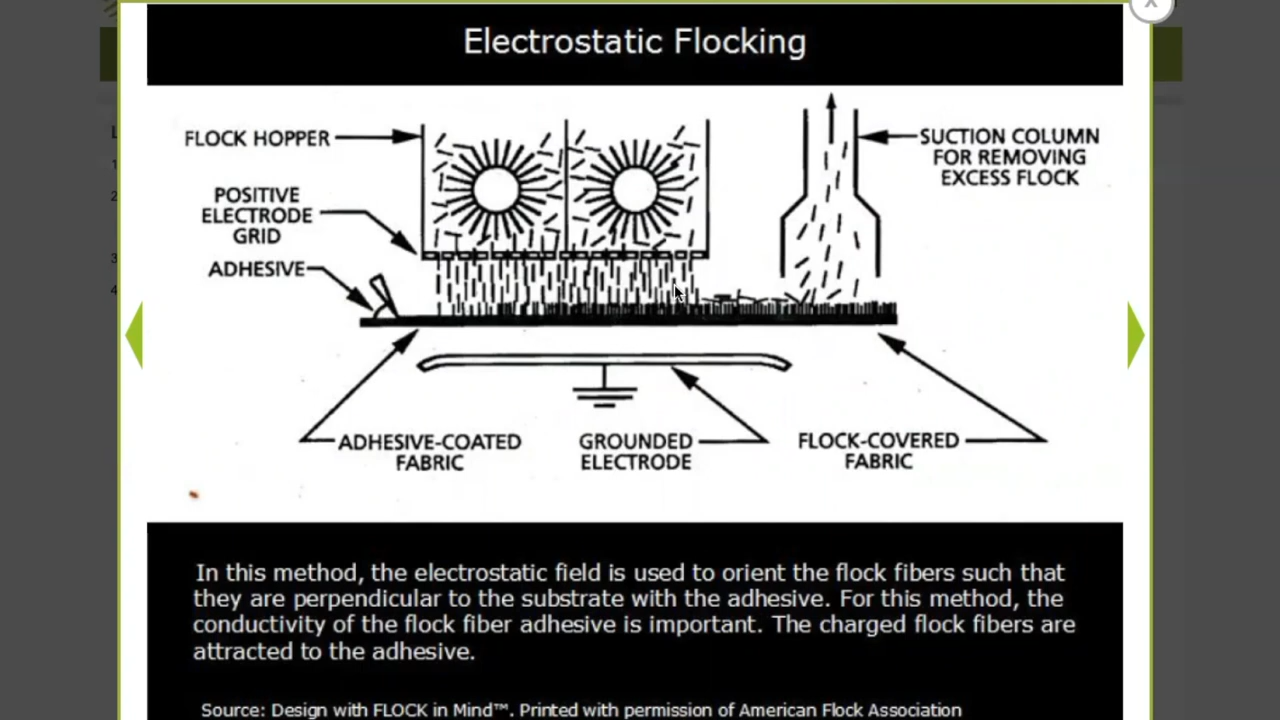 X
Electrostatic Flocking
FLOCK HOPPER
POSITIVE
ELECTRODE
GRID
ADHESIVE
SUCTION COLUMN
FOR REMOVING
EXCESS FLOCK
L
1
2
3
4
ADHESIVE-COATED
FABRIC
GROUNDED
ELECTRODE
FLOCK-COVERED
FABRIC
In this method, the electrostatic field is used to orient the flock fibers such that
they are perpendicular to the substrate with the adhesive. For this method, the
conductivity of the flock fiber adhesive is important. The charged flock fibers are
attracted to the adhesive.
Source: Design with FLOCK in Mind™. Printed with permission of American Flock Association